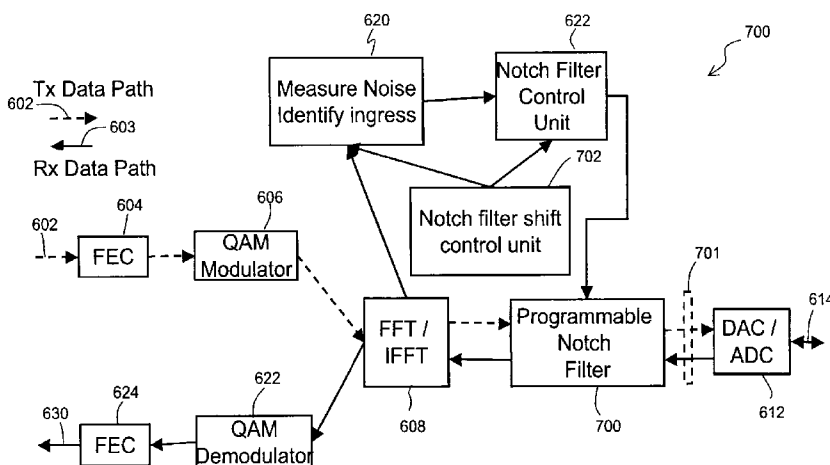 620
622
700
Tx Data Path
602
603
Rx Data Path
Measure Noise
Identify ingress
Notch Filter
Control
Unit
702
Notch filter shift
control unit
604
606
602
FEC
QAM
Modulator
701
FFT /
IFFT
Programmable
Notch
Filter
DAC /
ADC
614
612
608
700
624
622
630
FEC
QAM
Demodulator